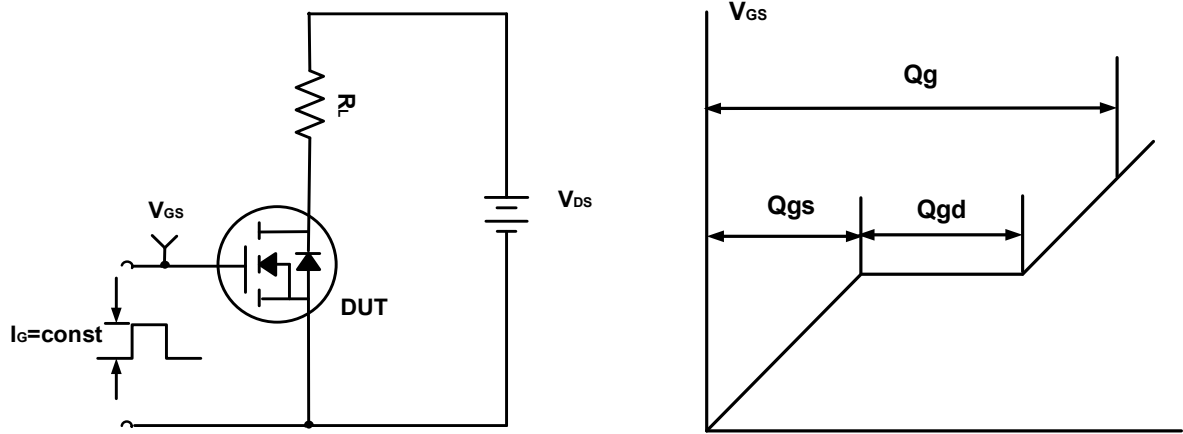 RL
VDS
VGS
DUT
IG=const
VGS
Qg
Qgs
Qgd